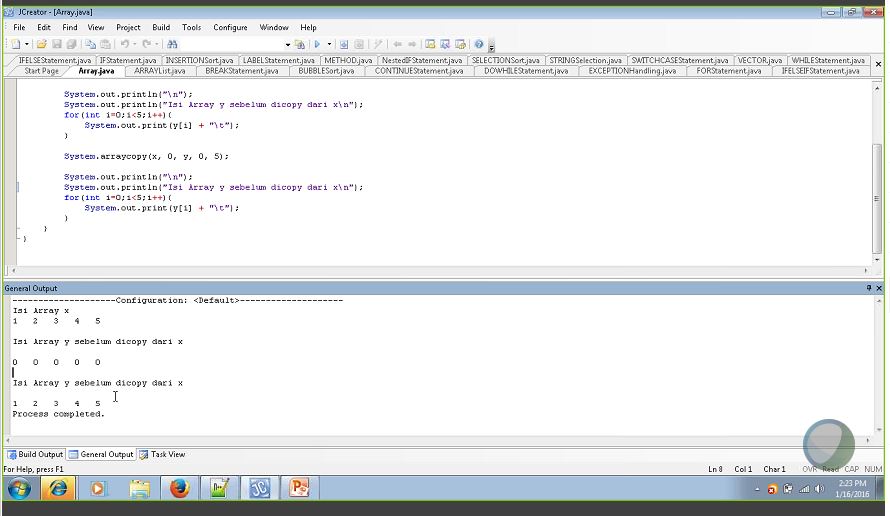 JCreator - [Array.java]
File Edit Find View Project Build Tools Configure Window Help
IFELSEStatement.java IFStatement.java INSERTIONSort.java LABELStatement.java METHOD.java NestedIFStatement.java SELECTIONSort.java STRINGSelection.java SWITCHCASEStatement.java VECTOR.java WHILEStatement.java
Start Page Array.java ARRAYList.java BREAKStatement.java BUBBLESort.java CONTINUEStatement.java DOWHILEStatement.java EXCEPTIONHandling.java FORStatement.java IFELSEIFStatement.java
System.out.println("\n");
System.out.println("Isi Array y sebelum dicopy dari x\n");
for(int i=0;i<5;i++){
System.out.print(y[i] + "\t");
}
System.arraycopy(x, 0, y, 0, 5);
System.out.println("\n");
System.out.println("Isi Array y sebelum dicopy dari x\n");
for(int i=0;i<5;i++){
System.out.print(y[i] + "\t");
}
}
}
General Output
--------------------Configuration: <Default>--------------------
Isi Array x
1 2 3 4 5
Isi Array y sebelum dicopy dari x
0 0 0 0 0
Isi Array y sebelum dicopy dari x
1 2 3 4 5
Process completed.
Build Output General Output Task View
For Help, press F1 Ln 8 Col 1 Char 1 OVR Read CAP NUM
2:23 PM
1/16/2016